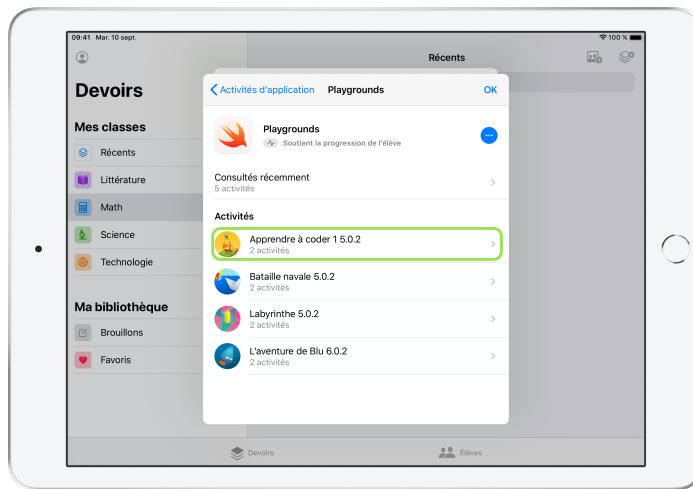 09:41 Mar. 10 sept.
100 %
Récents
Devoirs
Mes classes
Récents
Littérature
Math
Science
Technologie
Ma bibliothèque
Brouillons
Favoris
Activités d'application
Playgrounds
OK
Playgrounds
Soutient la progression de l'élève
Consultés récemment
5 activités
Activités
Apprendre à coder 1 5.0.2
2 activités
Bataille navale 5.0.2
2 activités
Labyrinthe 5.0.2
2 activités
L'aventure de Blu 6.0.2
2 activités
Devoirs
Élèves